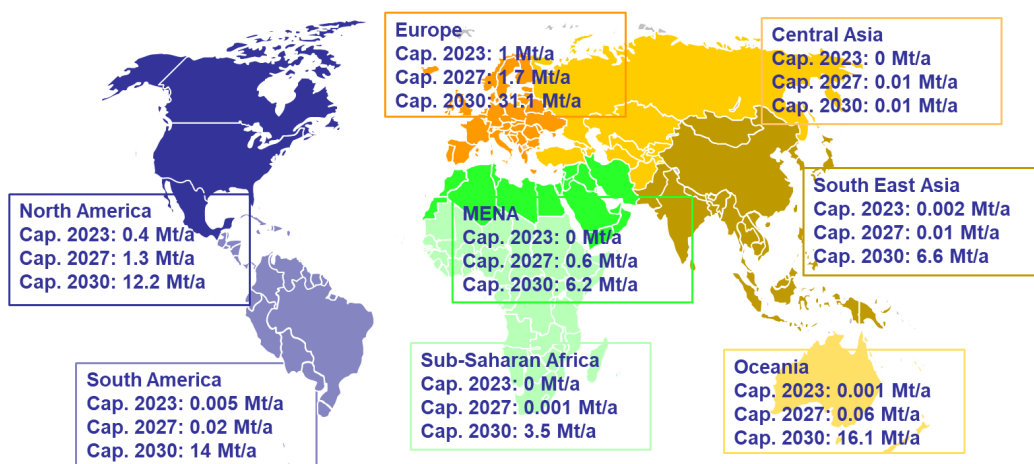 Europe
Cap. 2023: 1 Mt/a
Cap. 2027: 1.7 Mt/a
Cap. 2030: 31.1 Mt/a
Central Asia
Cap. 2023: 0 Mt/a
Cap. 2027: 0.01 Mt/a
Cap. 2030: 0.01 Mt/a
North America
Cap. 2023: 0.4 Mt/a
Cap. 2027: 1.3 Mt/a
Cap. 2030: 12.2 Mt/a
MENA
Cap. 2023: 0 Mt/a
Cap. 2027: 0.6 Mt/a
Cap. 2030: 6.2 Mt/a
South East Asia
Cap. 2023: 0.002 Mt/a
Cap. 2027: 0.01 Mt/a
Cap. 2030: 6.6 Mt/a
South America
Cap. 2023: 0.005 Mt/a
Cap. 2027: 0.02 Mt/a
Cap. 2030: 14 Mt/a
Sub-Saharan Africa
Cap. 2023: 0 Mt/a
Cap. 2027: 0.001 Mt/a
Cap. 2030: 3.5 Mt/a
Oceania
Cap. 2023: 0.001 Mt/a
Cap. 2027: 0.06 Mt/a
Cap. 2030: 16.1 Mt/a